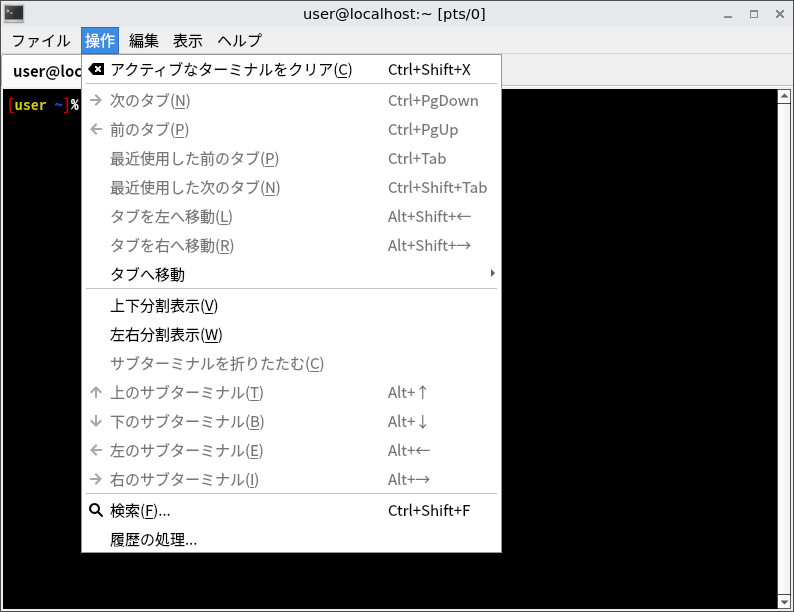 user@localhost:~ [pts/0]
ファイル 操作 編集 表示 ヘルプ
user@loc
[user ~]%
アクティブなターミナルをクリア(C) Ctrl+Shift+X
次のタブ(N) Ctrl+PgDown
前のタブ(P) Ctrl+PgUp
最近使用した前のタブ(P) Ctrl+Tab
最近使用した次のタブ(N) Ctrl+Shift+Tab
タブを左へ移動(L) Alt+Shift+←
タブを右へ移動(R) Alt+Shift+→
タブへ移動
上下分割表示(V)
左右分割表示(W)
サブターミナルを折りたたむ(C)
上のサブターミナル(T) Alt+↑
下のサブターミナル(B) Alt+↓
左のサブターミナル(E) Alt+←
右のサブターミナル(I) Alt+→
検索(F)... Ctrl+Shift+F
履歴の処理...